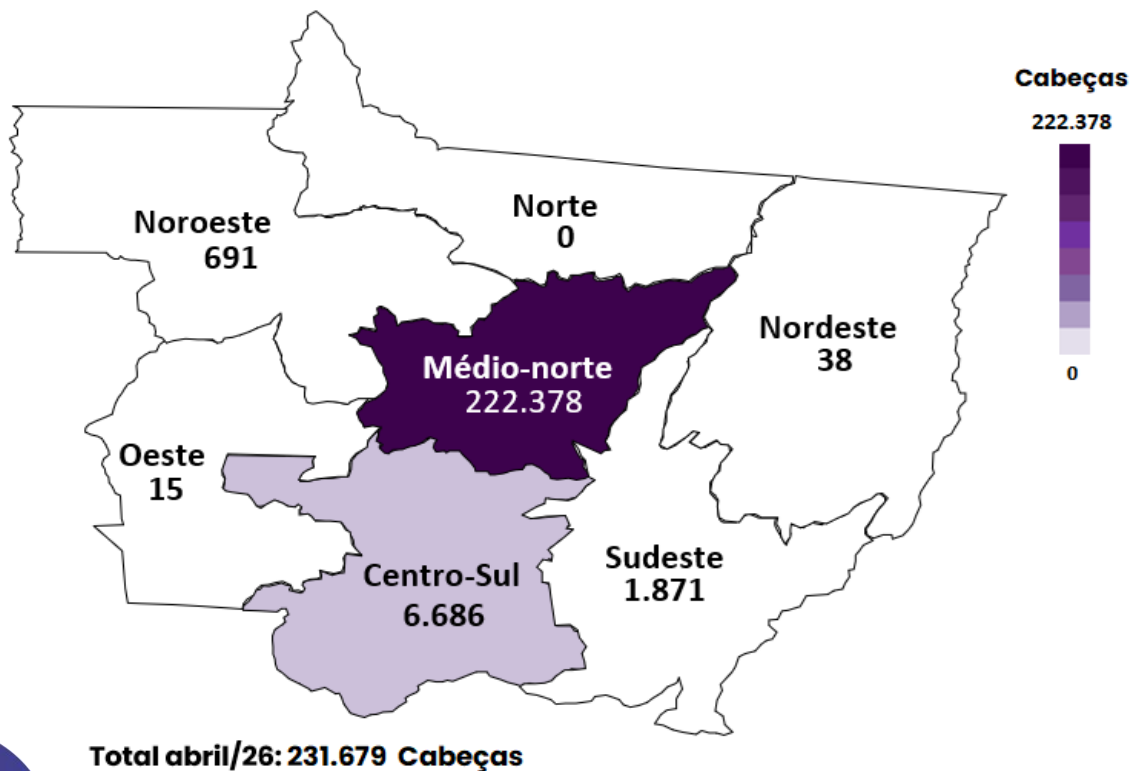 Cabeças
222.378
0
Norte
0
Noroeste
691
Nordeste
38
Médio-norte
222.378
Oeste
15
Centro-Sul
6.686
Sudeste
1.871
Total abril/26: 231.679 Cabeças